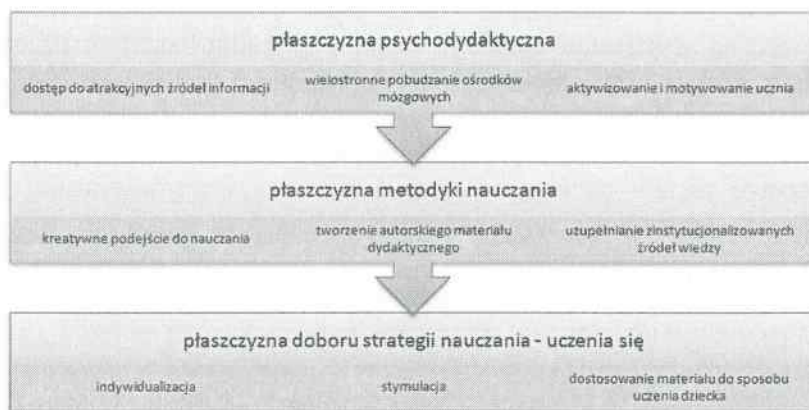 płaszczyzna psychodydaktyczna
dostęp do atrakcyjnych źródeł informacji
wielostronne pobudzanie ośrodków
mózgowych
aktywizowanie i motywowanie ucznia
płaszczyzna metodyki nauczania
kreatywne podejście do nauczania
tworzenie autorskiego materiału
dydaktycznego
uzupełnianie zinstytucjonalizowanych
źródeł wiedzy
płaszczyzna doboru strategii nauczania - uczenia się
indywidualizacja
stymulacja
dostosowanie materiału do sposobu
uczenia dziecka